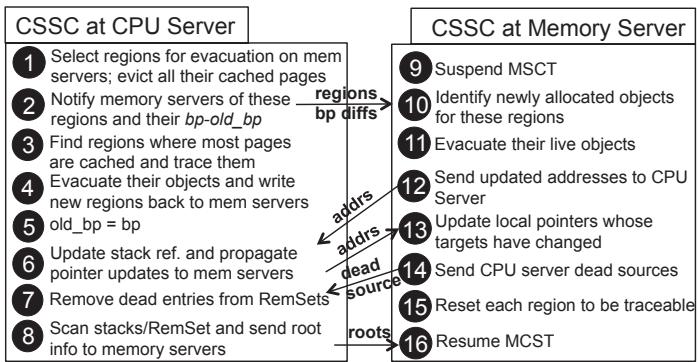 CSSC at CPU Server
1 Select regions for evacuation on mem
servers; evict all their cached pages
2 Notify memory servers of these
regions and their bp-old_bp
3 Find regions where most pages
are cached and trace them
4 Evacuate their objects and write
new regions back to mem servers
5 old_bp = bp
6 Update stack ref. and propagate
pointer updates to mem servers
7 Remove dead entries from RemSets
8 Scan stacks/RemSet and send root
info to memory servers
regions
bp diffs
addrs
addrs
dead
source
roots
CSSC at Memory Server
9 Suspend MSCT
10 Identify newly allocated objects
for these regions
11 Evacuate their live objects
12 Send updated addresses to CPU
Server
13 Update local pointers whose
targets have changed
14 Send CPU server dead sources
15 Reset each region to be traceable
16 Resume MCST